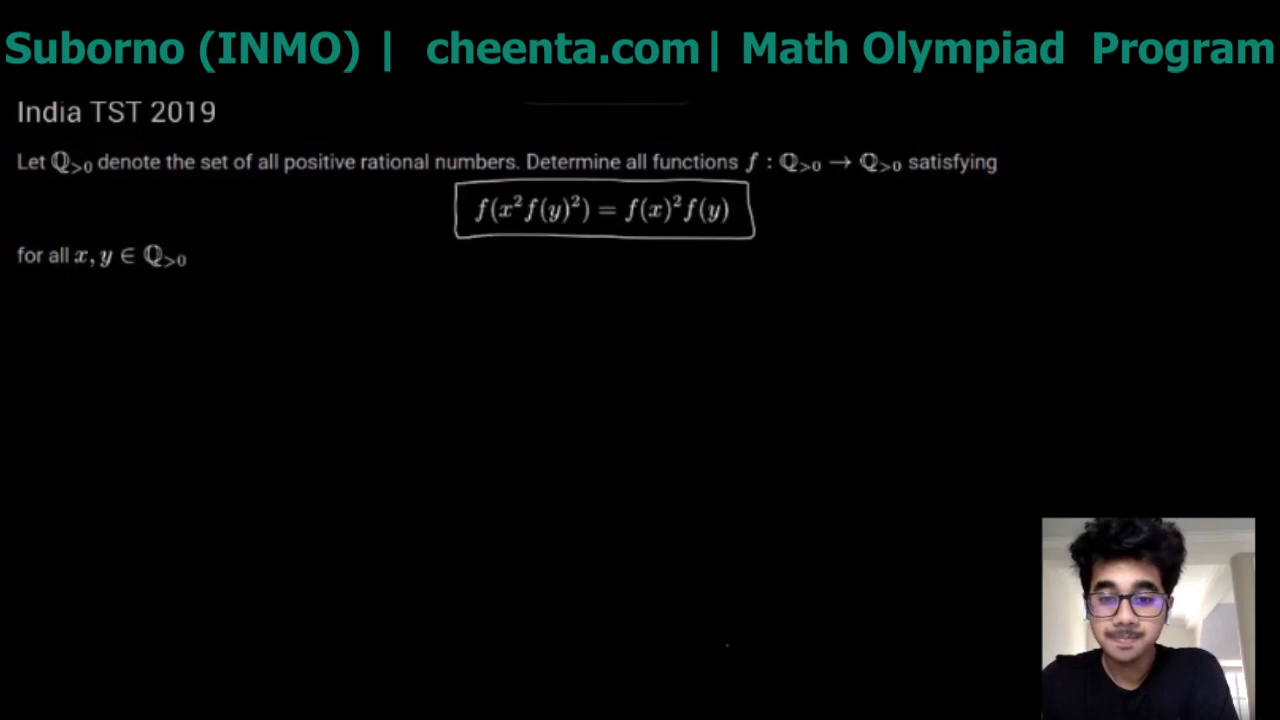 Suborno (INMO) | cheenta.com| Math Olympiad Program
India TST 2019
Let ℚ>0 denote the set of all positive rational numbers. Determine all functions f : ℚ>0 → ℚ>0 satisfying
f(x²f(y)²) = f(x)²f(y)
for all x, y ∈ ℚ>0